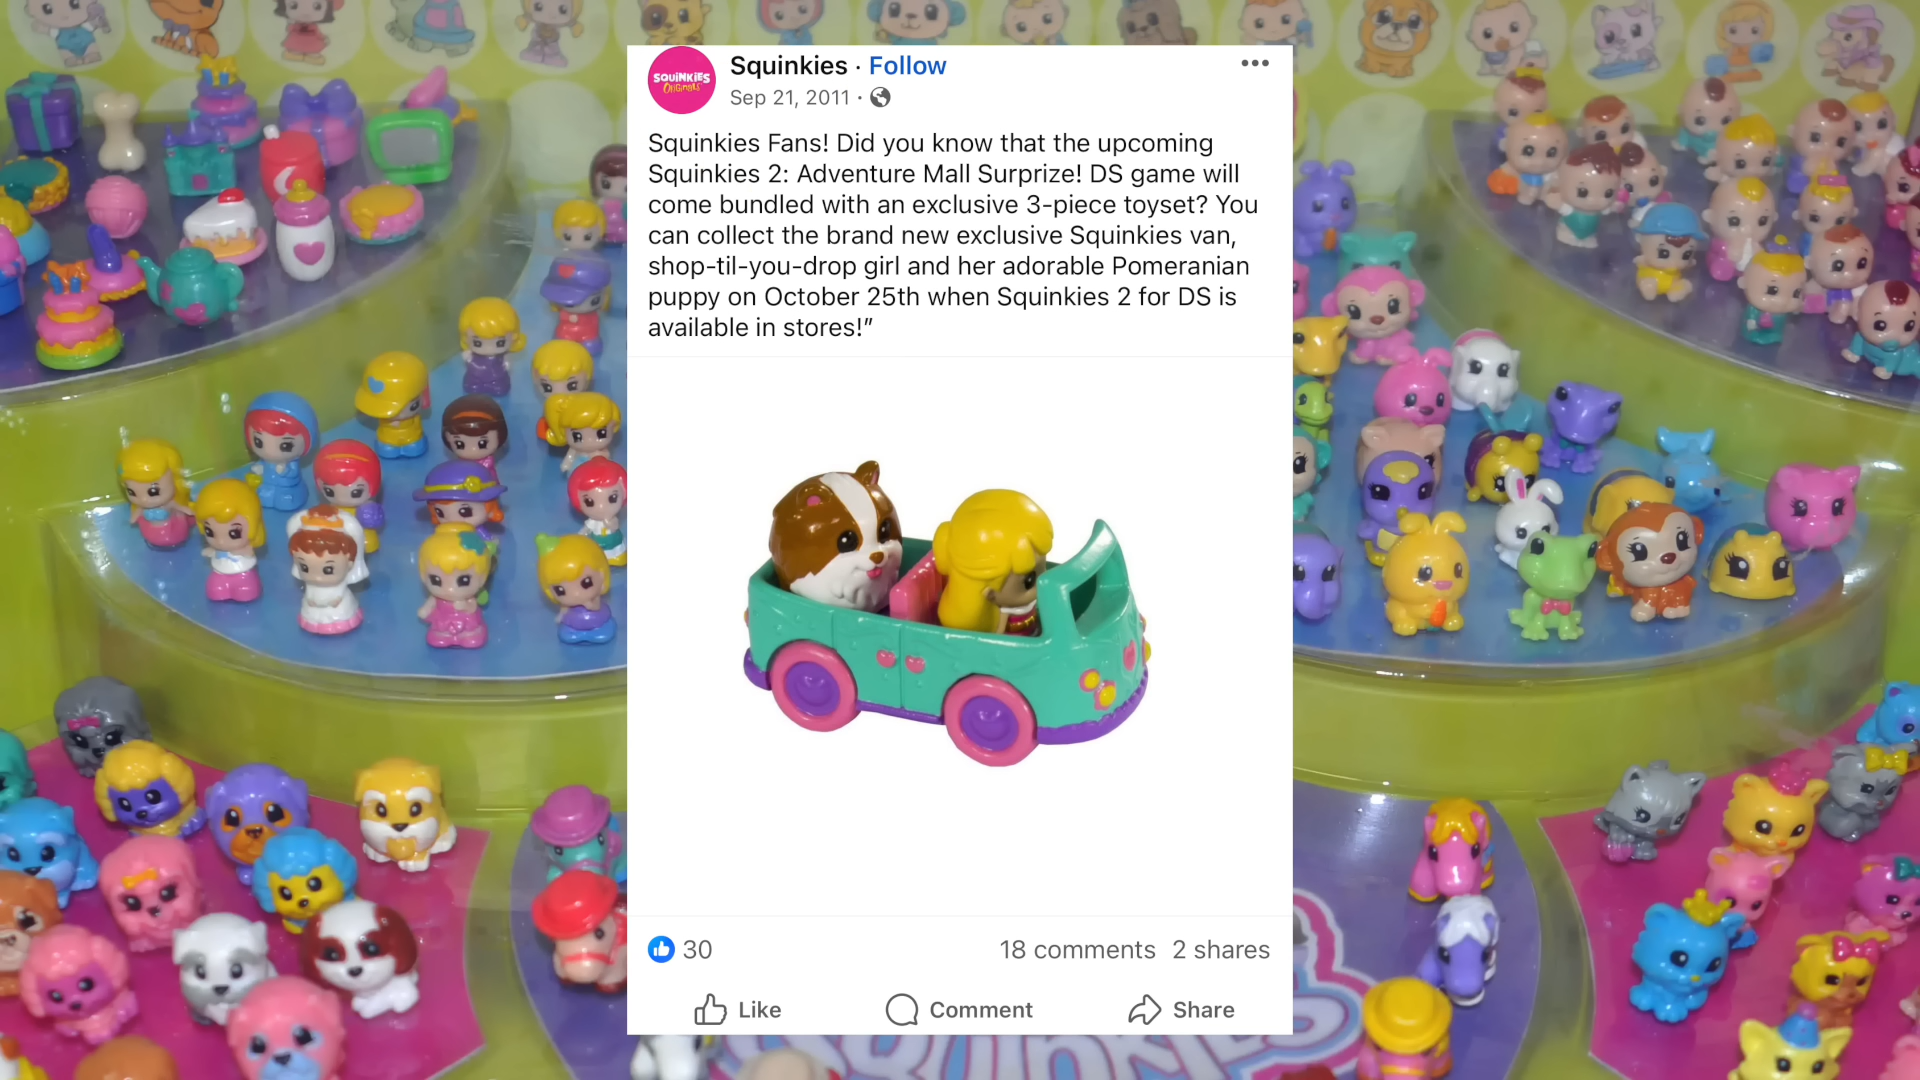 SQUINKIES
Originals
Squinkies · Follow
Sep 21, 2011 ·
Squinkies Fans! Did you know that the upcoming
Squinkies 2: Adventure Mall Surprize! DS game will
come bundled with an exclusive 3-piece toyset? You
can collect the brand new exclusive Squinkies van,
shop-til-you-drop girl and her adorable Pomeranian
puppy on October 25th when Squinkies 2 for DS is
available in stores!”
30
18 comments 2 shares
Like
Comment
Share
SQUINKIES